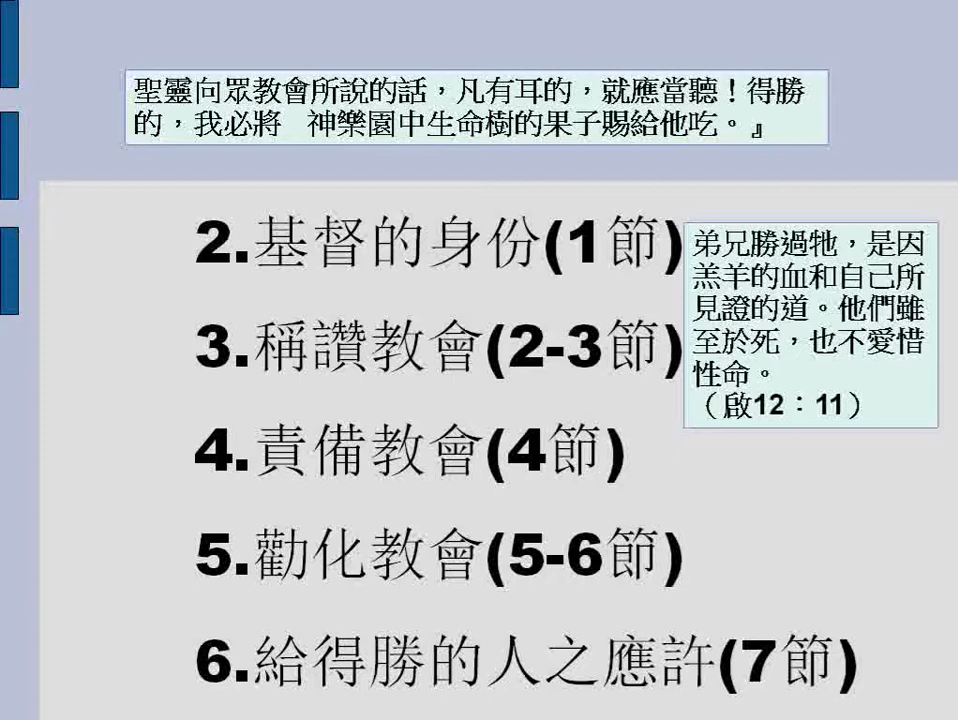 聖靈向眾教會所說的話，凡有耳的，就應當聽！得勝
的，我必將　神樂園中生命樹的果子賜給他吃。』
2.基督的身份(1節)
3.稱讚教會(2-3節)
4.責備教會(4節)
5.勸化教會(5-6節)
6.給得勝的人之應許(7節)
弟兄勝過牠，是因
羔羊的血和自己所
見證的道。他們雖
至於死，也不愛惜
性命。
（啟12：11）